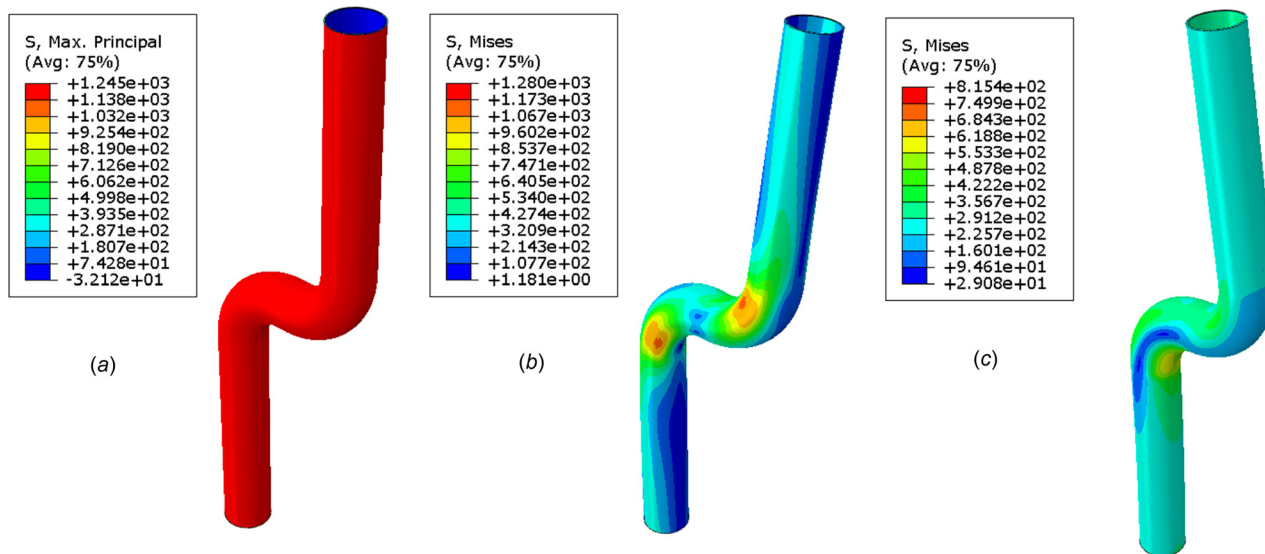 S, Max. Principal
(Avg: 75%)
+1.245e+03
+1.138e+03
+1.032e+03
+9.254e+02
+8.190e+02
+7.126e+02
+6.062e+02
+4.998e+02
+3.935e+02
+2.871e+02
+1.807e+02
+7.428e+01
-3.212e+01
(a)
S, Mises
(Avg: 75%)
+1.280e+03
+1.173e+03
+1.067e+03
+9.602e+02
+8.537e+02
+7.471e+02
+6.405e+02
+5.340e+02
+4.274e+02
+3.209e+02
+2.143e+02
+1.077e+02
+1.181e+00
(b)
S, Mises
(Avg: 75%)
+8.154e+02
+7.499e+02
+6.843e+02
+6.188e+02
+5.533e+02
+4.878e+02
+4.222e+02
+3.567e+02
+2.912e+02
+2.257e+02
+1.601e+02
+9.461e+01
+2.908e+01
(c)